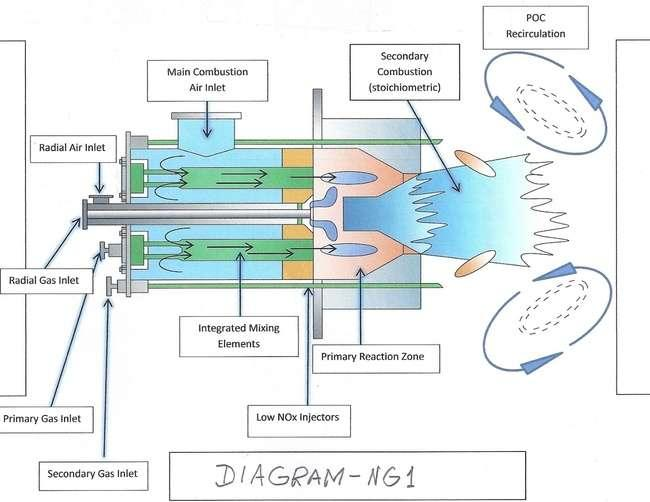 POC
Recirculation
Main Combustion
Air Inlet
Secondary
Combustion
(stoichiometric)
Radial Air Inlet
Radial Gas Inlet
Integrated Mixing
Elements
Primary Reaction Zone
Primary Gas Inlet
Low NOx Injectors
Secondary Gas Inlet
DIAGRAM-NG1